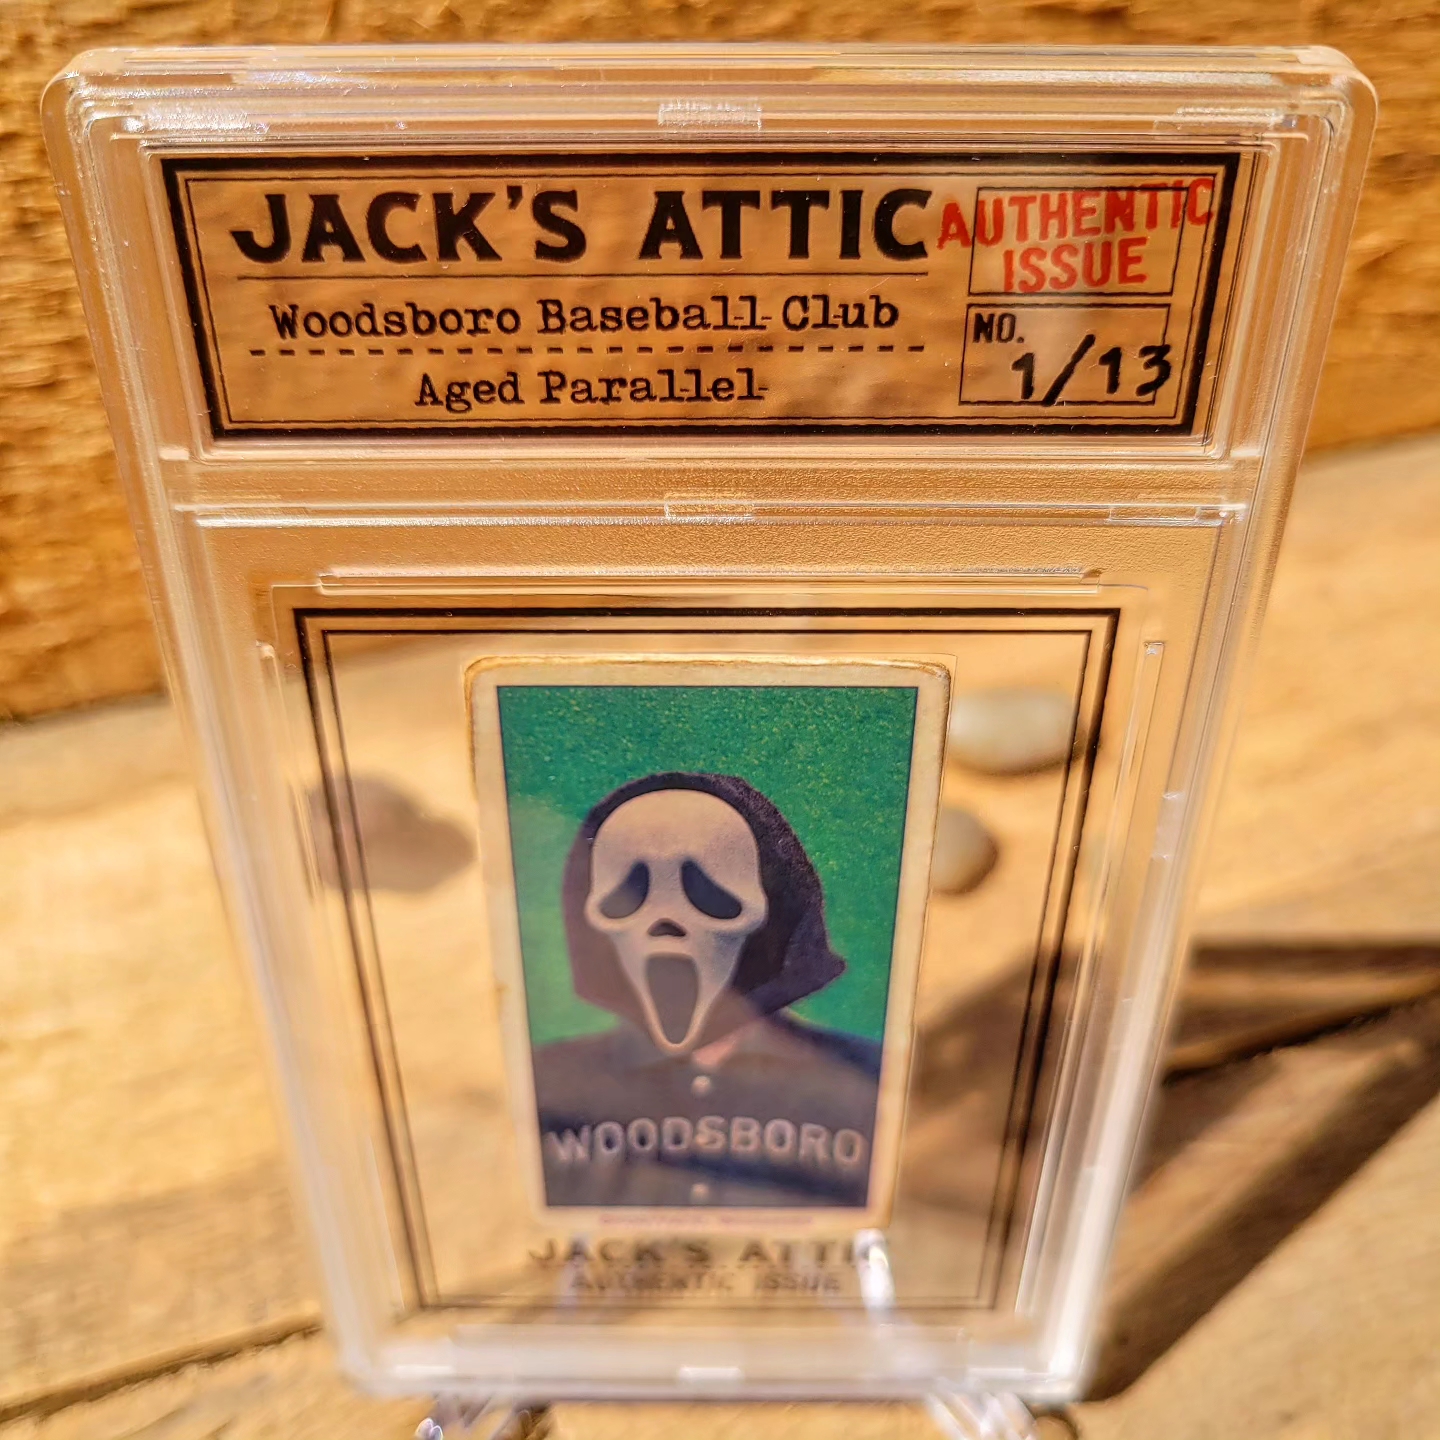 JACK'S ATTIC
AUTHENTIC
ISSUE
Woodsboro Baseball Club
NO.
1/13
Aged Parallel
WOODSBORO
JACK'S ATTIC
AUTHENTIC ISSUE